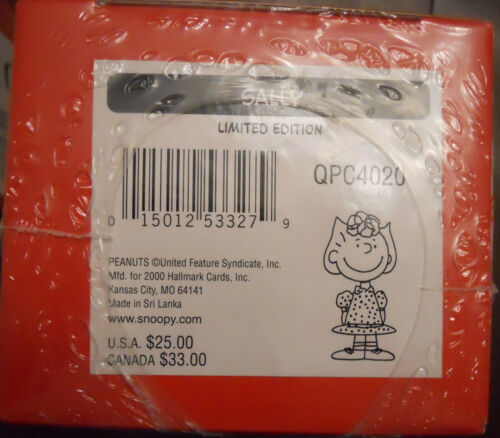 SALLY
LIMITED EDITION
QPC4020
0 15012 53327 9
PEANUTS ©United Feature Syndicate, Inc.
Mfd. for 2000 Hallmark Cards, Inc.
Kansas City, MO 64141
Made in Sri Lanka
www.snoopy.com
U.S.A. $25.00
CANADA $33.00